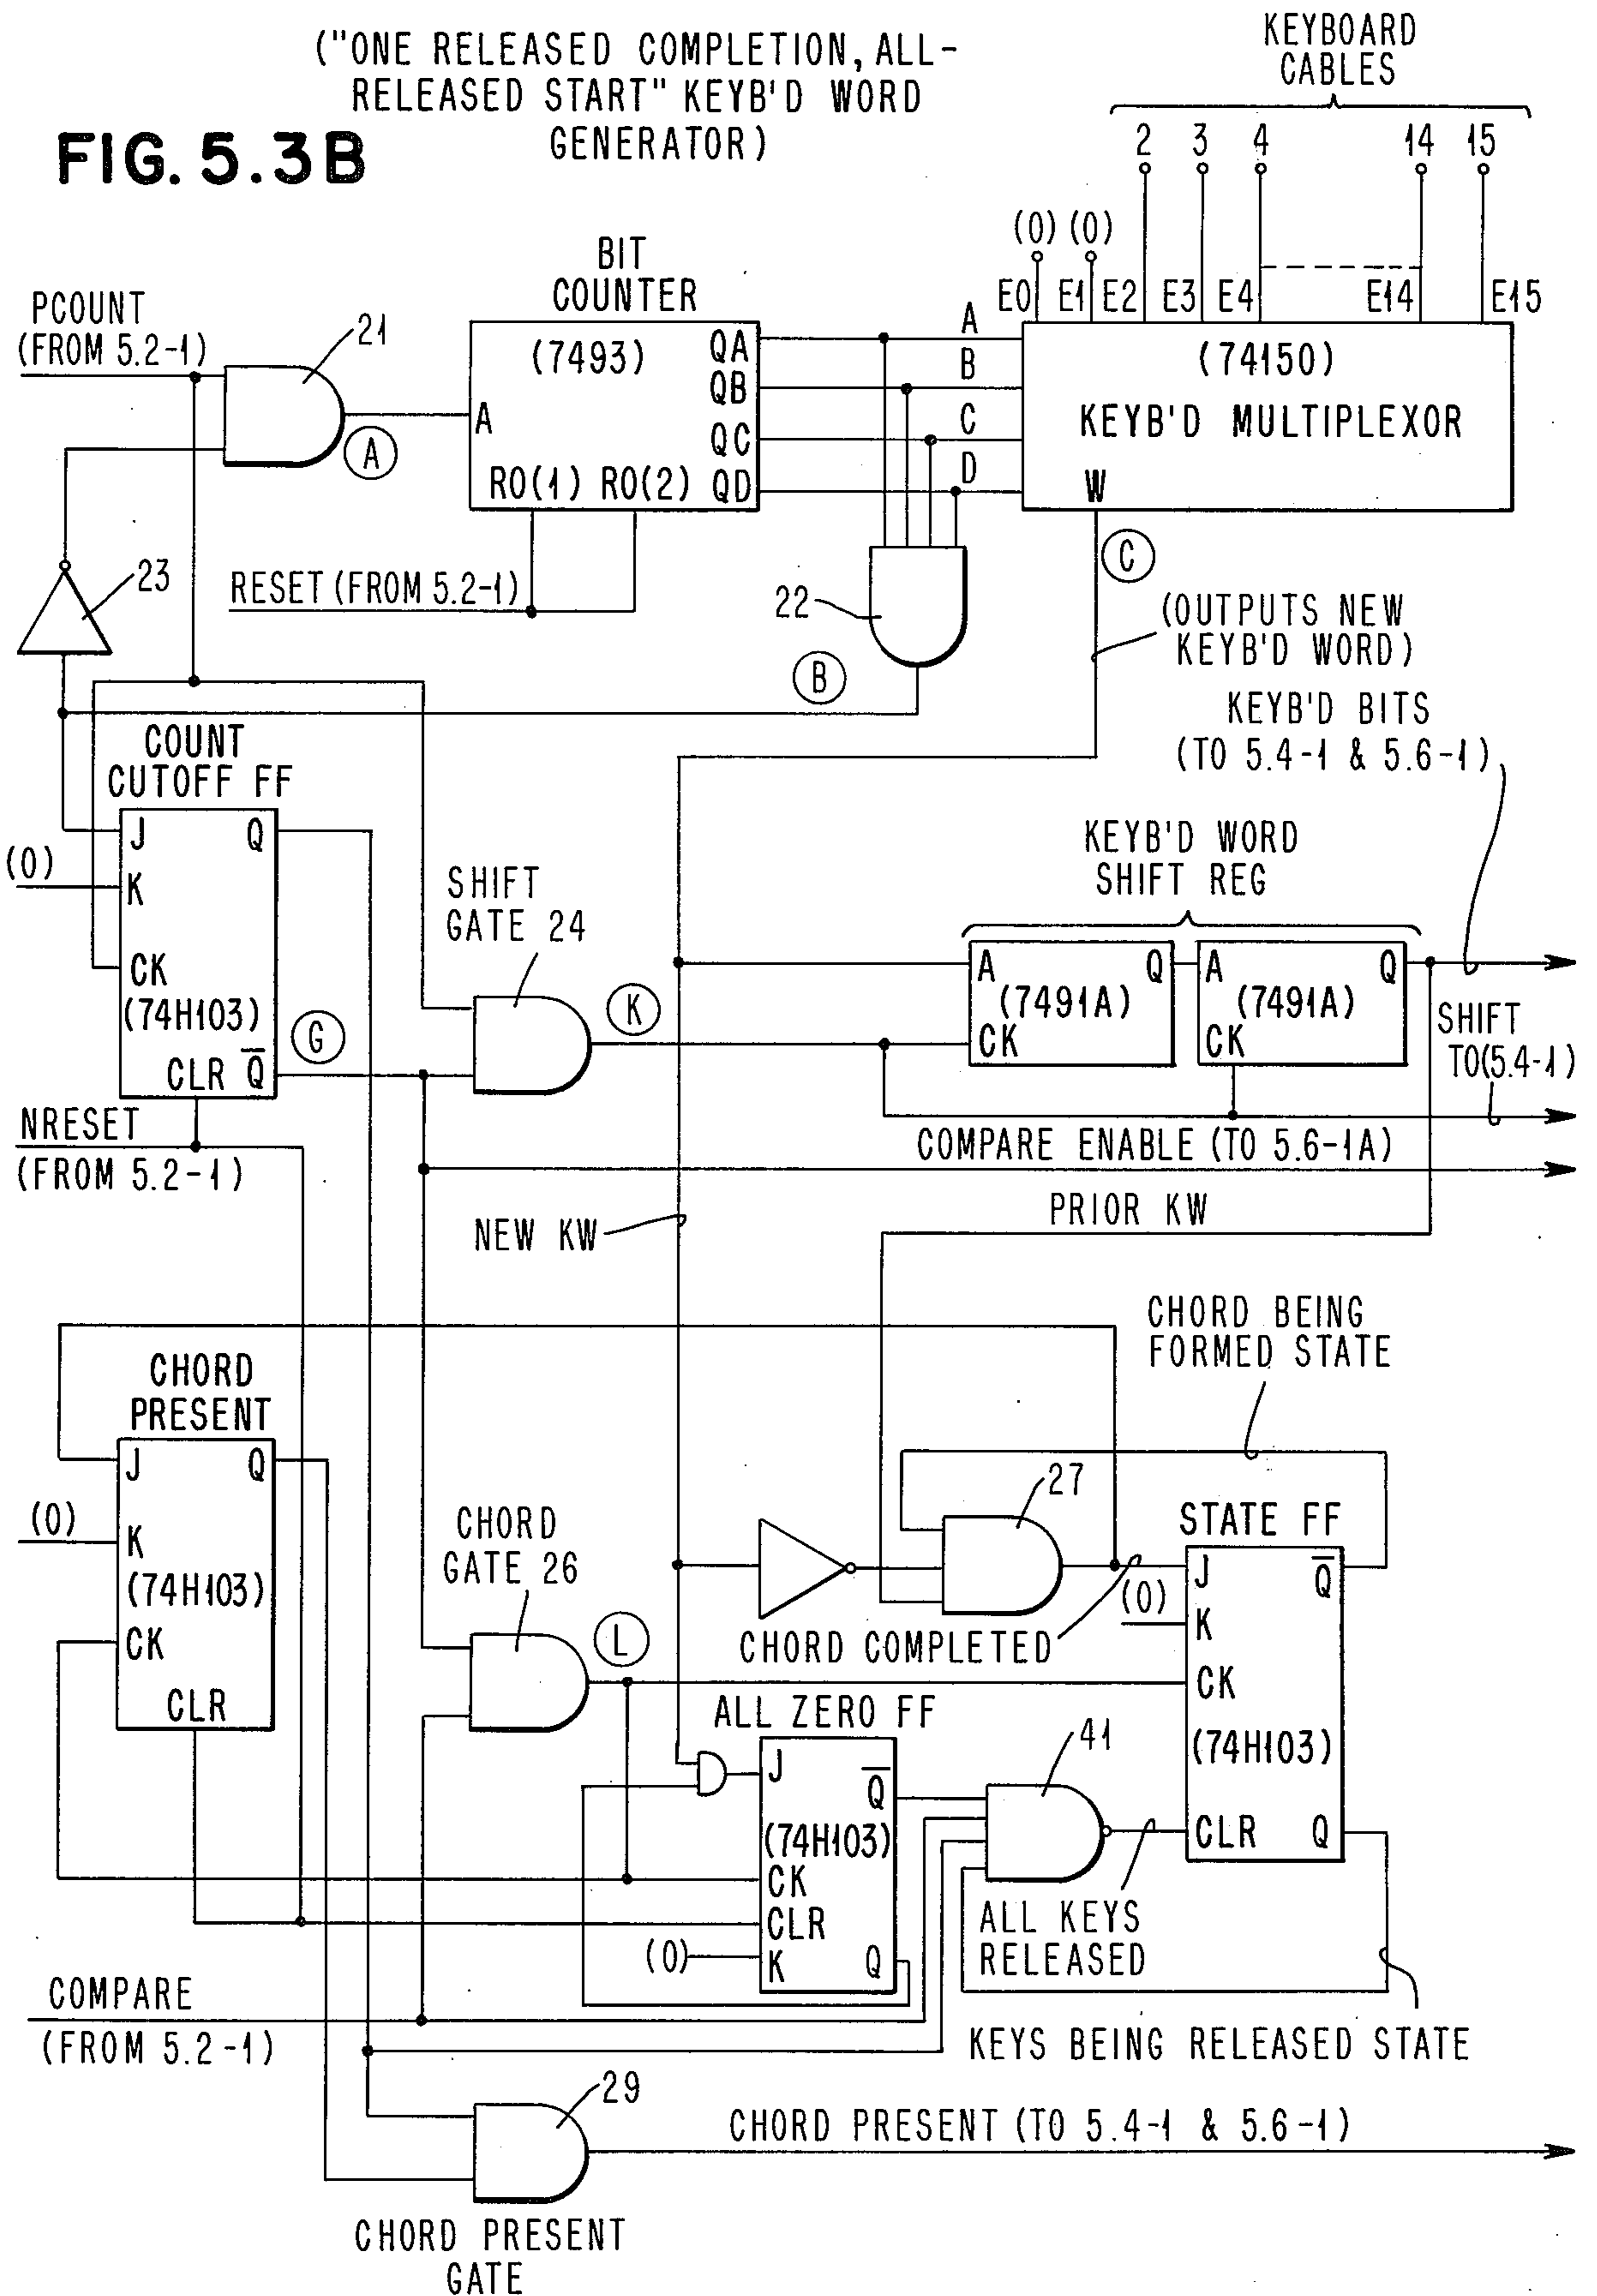 ("ONE RELEASED COMPLETION, ALL-
RELEASED START" KEYB'D WORD
GENERATOR)
FIG. 5.3B
KEYBOARD
CABLES
2 3 4 14 15
(0) (0)
E0 E1 E2 E3 E4 E14 E15
BIT
COUNTER
PCOUNT
(FROM 5.2-1)
21
(7493)
QA
QB
QC
QD
A
RO(1) RO(2)
A
B
C
D
(74150)
KEYB'D MULTIPLEXOR
W
A
C
23
RESET (FROM 5.2-1)
22
B
(OUTPUTS NEW
KEYB'D WORD)
KEYB'D BITS
(TO 5.4-1 & 5.6-1)
COUNT
CUTOFF FF
J Q
(0)
K
CK
(74H103)
CLR Q
G
SHIFT
GATE 24
K
KEYB'D WORD
SHIFT REG
A Q A Q
(7491A) (7491A)
CK CK
SHIFT
TO(5.4-1)
NRESET
(FROM 5.2-1)
COMPARE ENABLE (TO 5.6-1A)
PRIOR KW
NEW KW
CHORD BEING
FORMED STATE
CHORD
PRESENT
J Q
(0)
K
(74H103)
CK
CLR
CHORD
GATE 26
L
27
STATE FF
J Q
(0)
K
CK
(74H103)
CLR Q
CHORD COMPLETED
ALL ZERO FF
J Q
(74H103)
CK
CLR
(0)
K Q
41
ALL KEYS
RELEASED
COMPARE
(FROM 5.2-1)
KEYS BEING RELEASED STATE
29
CHORD PRESENT (TO 5.4-1 & 5.6-1)
CHORD PRESENT
GATE